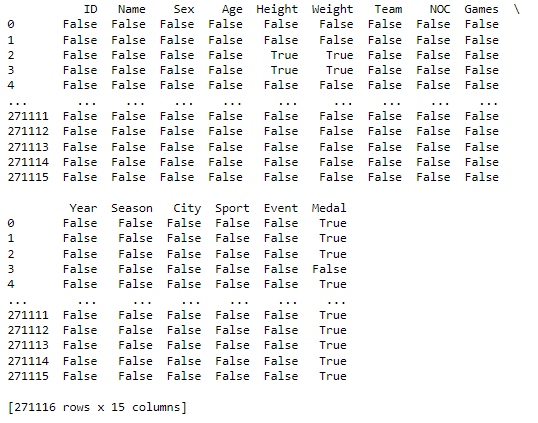 ID Name Sex Age Height Weight Team NOC Games \
0 False False False False False False False False False
1 False False False False False False False False False
2 False False False False True True False False False
3 False False False False True True False False False
4 False False False False False False False False False
... ... ... ... ... ... ... ... ... ...
271111 False False False False False False False False False
271112 False False False False False False False False False
271113 False False False False False False False False False
271114 False False False False False False False False False
271115 False False False False False False False False False
Year Season City Sport Event Medal
0 False False False False False True
1 False False False False False True
2 False False False False False True
3 False False False False False False
4 False False False False False True
... ... ... ... ... ... ...
271111 False False False False False True
271112 False False False False False True
271113 False False False False False True
271114 False False False False False True
271115 False False False False False True
[271116 rows x 15 columns]